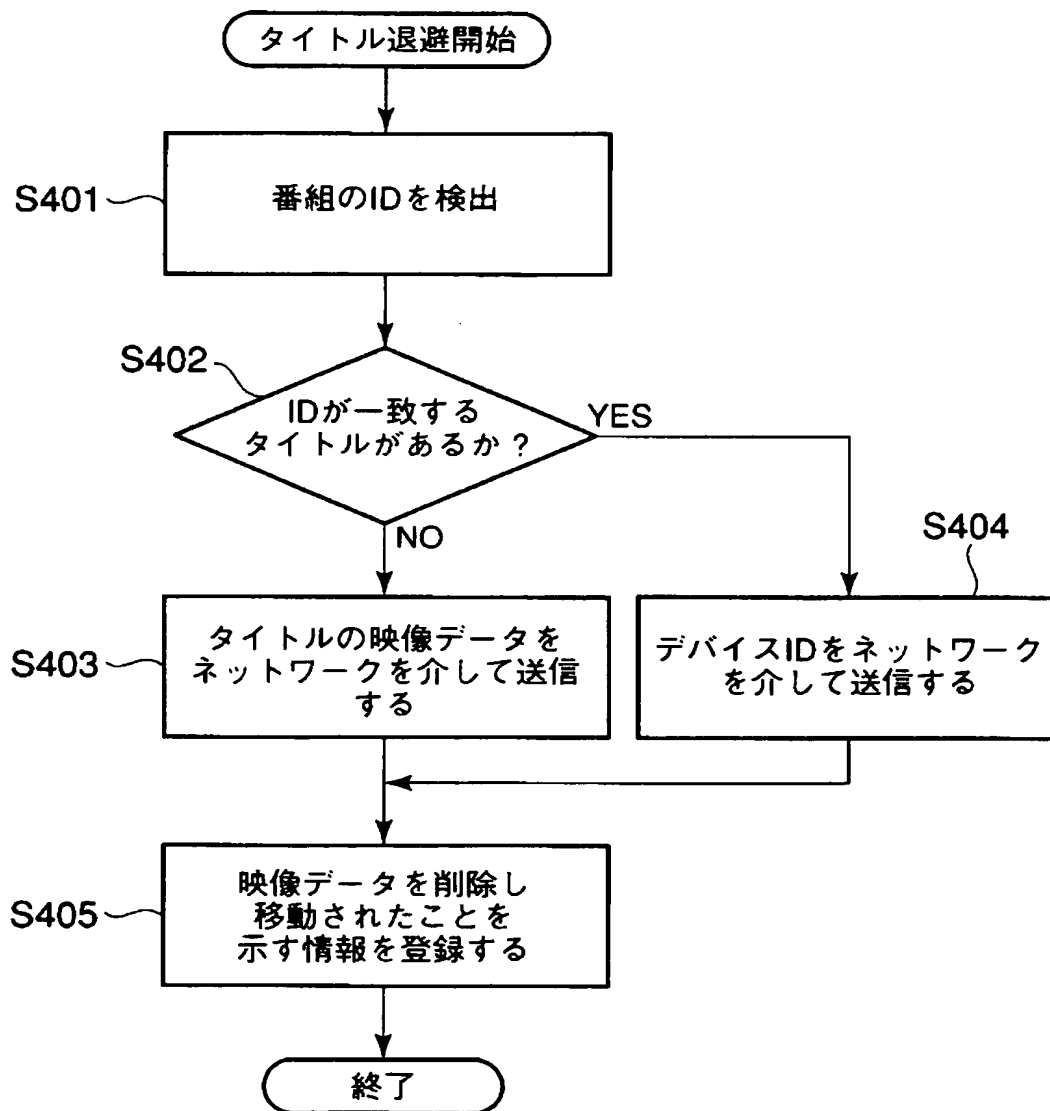 タイトル退避開始
S401
番組のIDを検出
S402
IDが一致する
タイトルがあるか?
YES
NO
S404
S403
タイトルの映像データを
ネットワークを介して送信
する
デバイスIDをネットワーク
を介して送信する
S405
映像データを削除し
移動されたことを
示す情報を登録する
終了